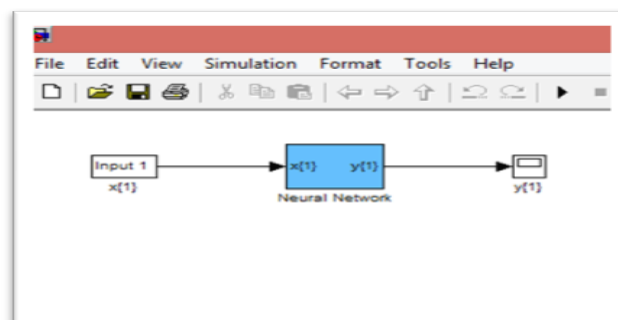 File Edit View Simulation Format Tools Help
Input 1
x{1}
x{1} y{1}
Neural Network
y{1}